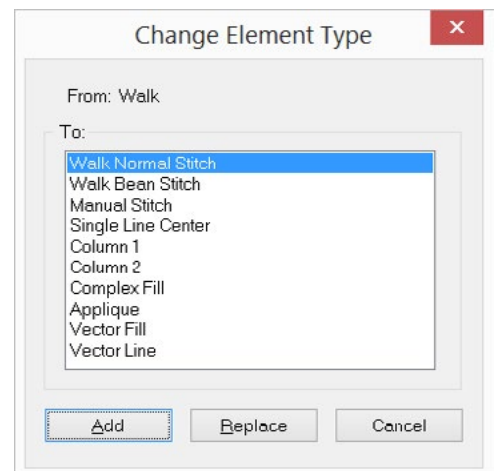 Change Element Type
From: Walk
To:
Walk Normal Stitch
Walk Bean Stitch
Manual Stitch
Single Line Center
Column 1
Column 2
Complex Fill
Applique
Vector Fill
Vector Line
Add Replace Cancel